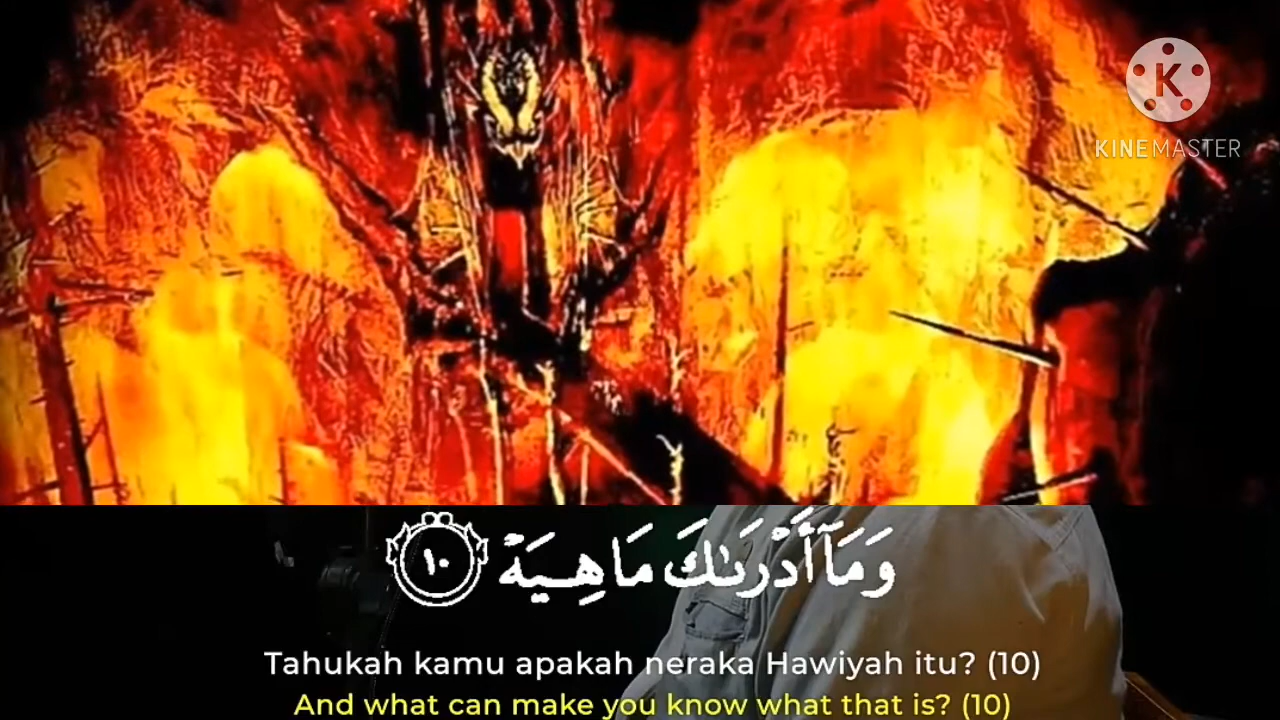 K
KINEMASTER
وَمَآ أَدْرَىٰكَ مَا هِيَهْ ١٠
Tahukah kamu apakah neraka Hawiyah itu? (10)
And what can make you know what that is? (10)